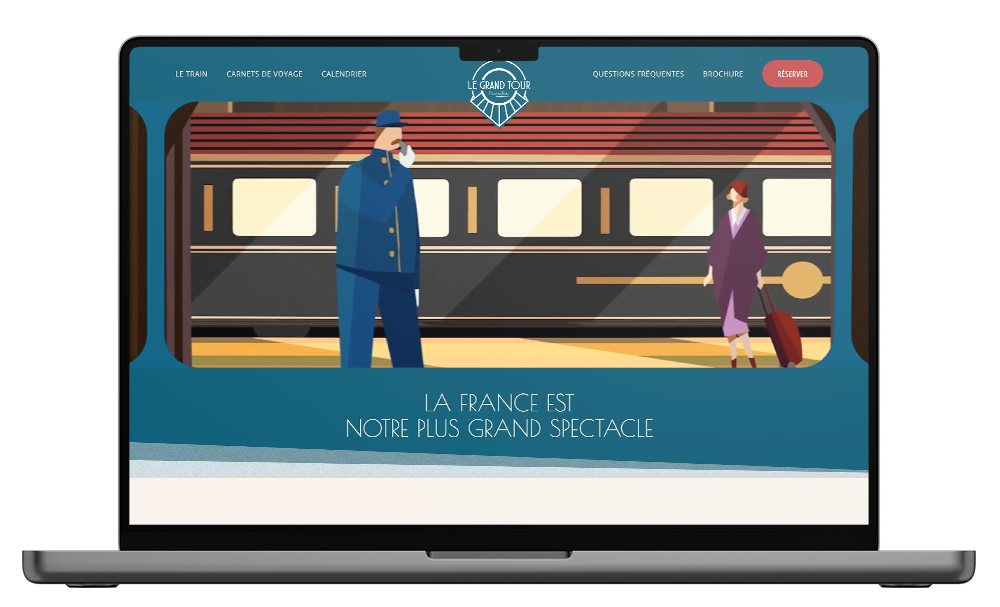 LE TRAIN
CARNETS DE VOYAGE
CALENDRIER
LE GRAND TOUR
QUESTIONS FRÉQUENTES
BROCHURE
RÉSERVER
LA FRANCE EST
NOTRE PLUS GRAND SPECTACLE